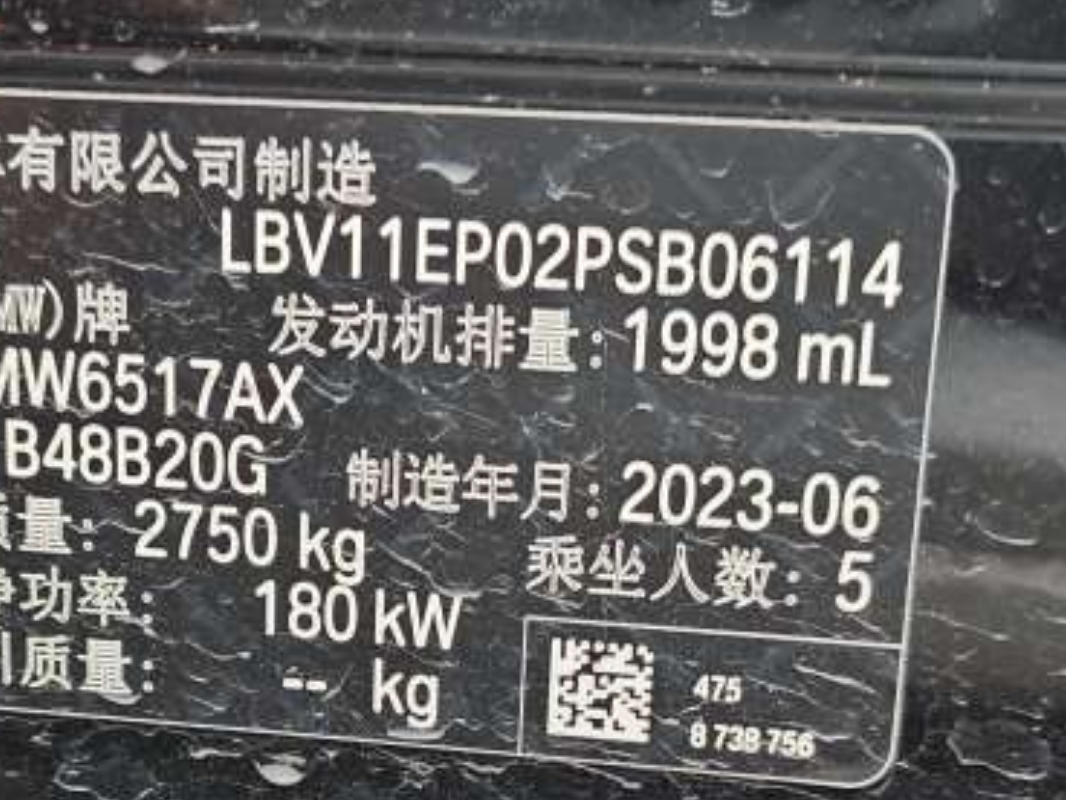 有限公司制造
LBV11EP02PSB06114
MW)牌 发动机排量:1998 mL
MW6517AX
B48B20G 制造年月:2023-06
质量: 2750 kg 乘坐人数: 5
净功率: 180 kW
质量: -- kg
475
8 738 756